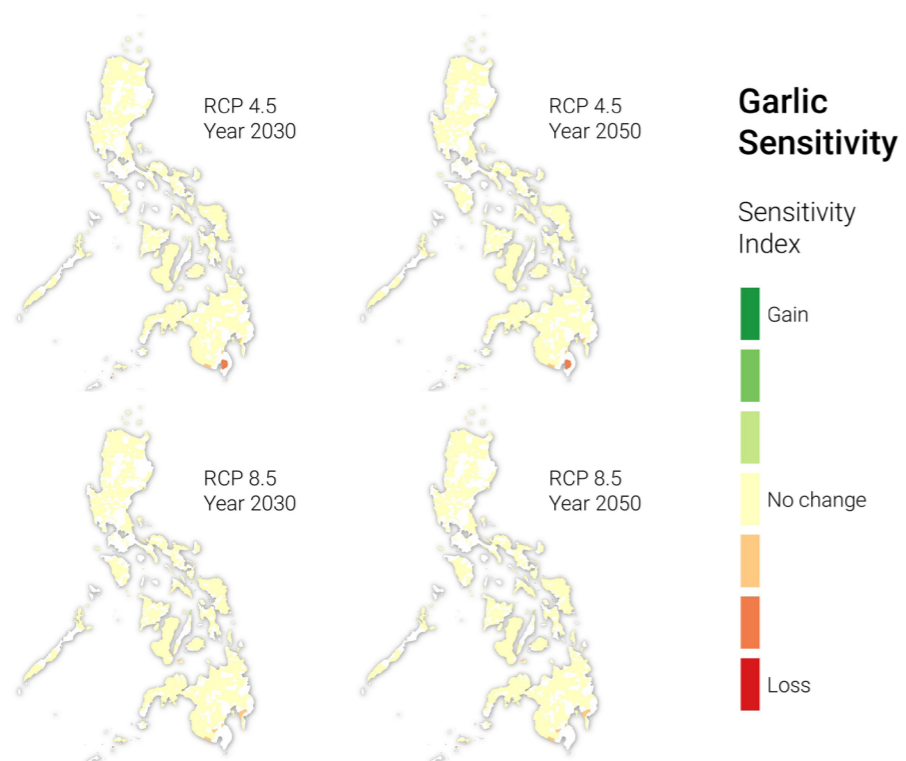 RCP 4.5
Year 2030
RCP 4.5
Year 2050
Garlic
Sensitivity
Sensitivity
Index
Gain
No change
Loss
RCP 8.5
Year 2030
RCP 8.5
Year 2050